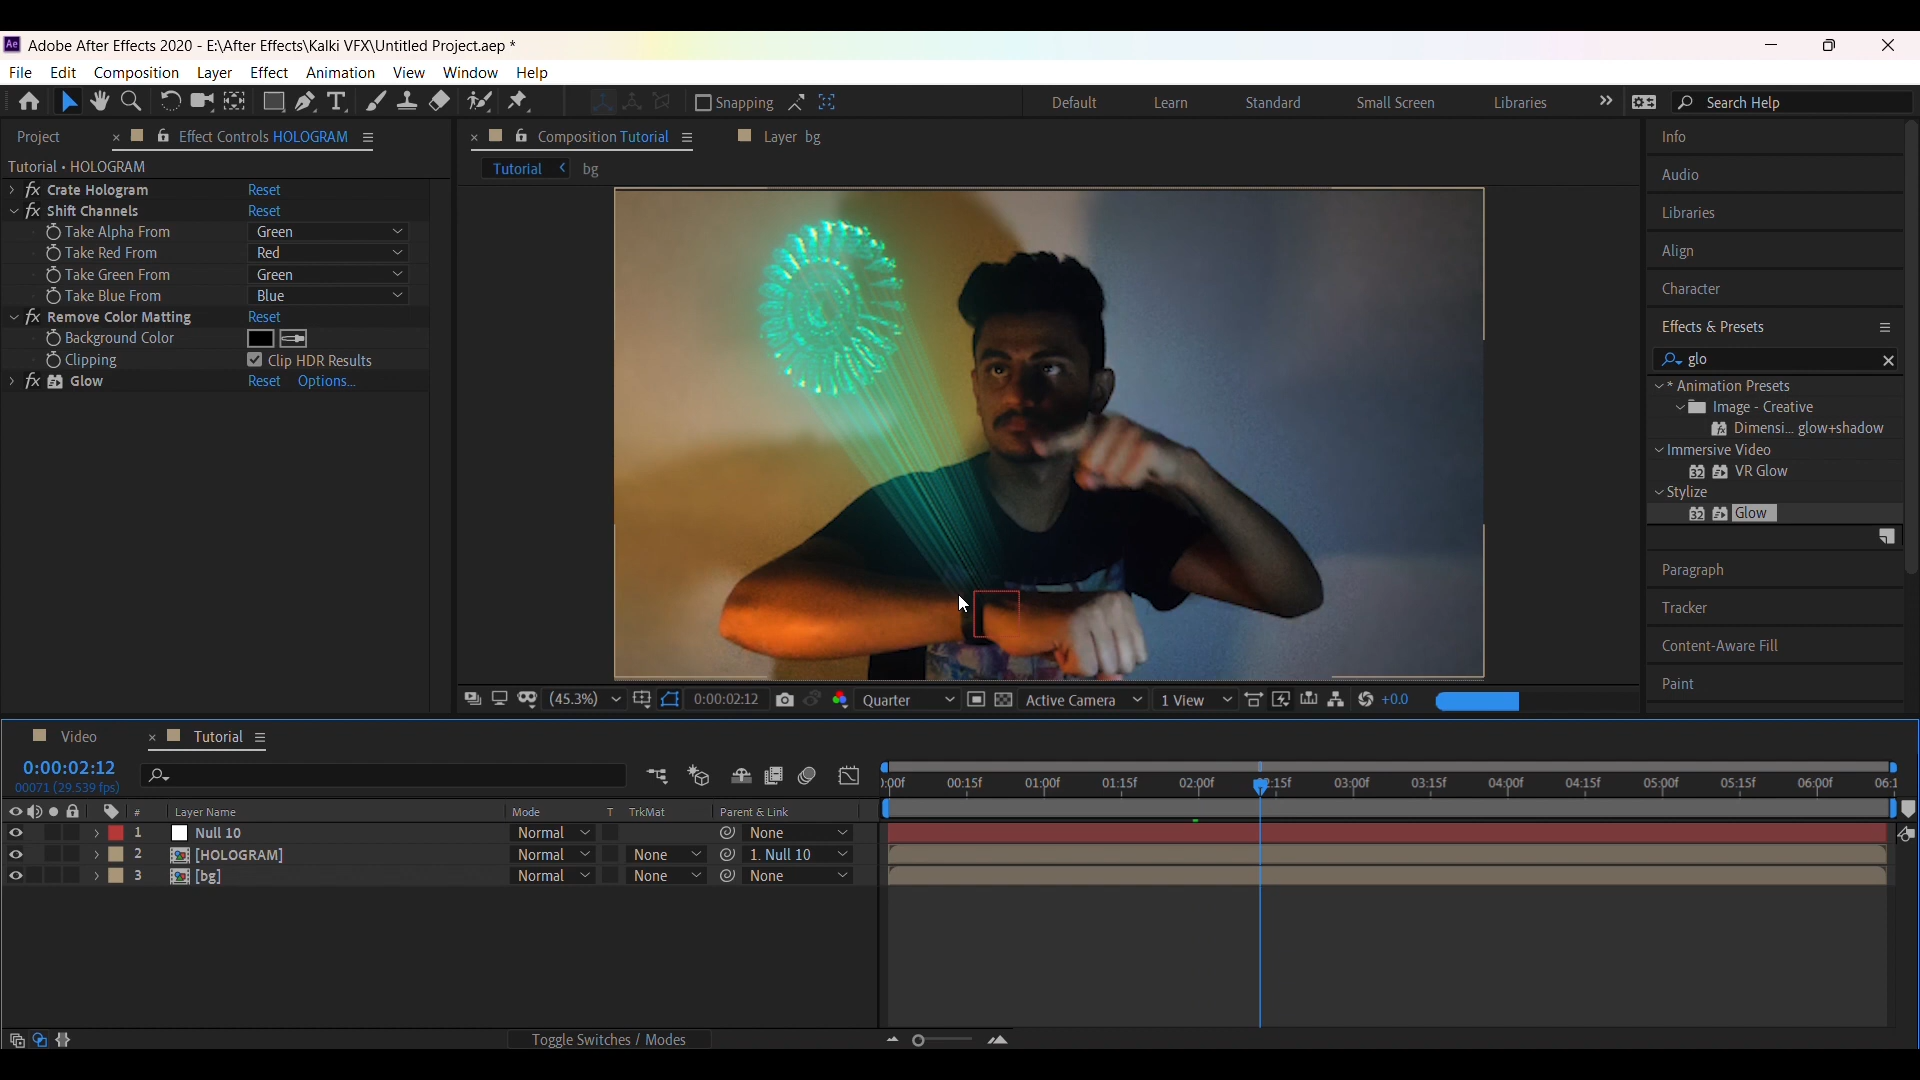 Adobe After Effects 2020 - E:\After Effects\Kalki VFX\Untitled Project.aep *
File Edit Composition Layer Effect Animation View Window Help
Snapping Default Learn Standard Small Screen Libraries Search Help
Project Effect Controls HOLOGRAM
Composition Tutorial Layer bg
Tutorial • HOLOGRAM
Tutorial bg
fx Crate Hologram Reset
fx Shift Channels Reset
Take Alpha From Green
Take Red From Red
Take Green From Green
Take Blue From Blue
fx Remove Color Matting Reset
Background Color
Clipping Clip HDR Results
fx Glow Reset Options...
Info
Audio
Libraries
Align
Character
Effects & Presets
glo
* Animation Presets
Image - Creative
Dimensi... glow+shadow
Immersive Video
32 VR Glow
Stylize
32 Glow
Paragraph
Tracker
Content-Aware Fill
Paint
(45.3%) 0:00:02:12 Quarter Active Camera 1 View +0.0
Video Tutorial
0:00:02:12
00071 (29.539 fps)
:00f 00:15f 01:00f 01:15f 02:00f 2:15f 03:00f 03:15f 04:00f 04:15f 05:00f 05:15f 06:00f 06:1
# Layer Name Mode T TrkMat Parent & Link
1 Null 10 Normal None
2 [HOLOGRAM] Normal None 1. Null 10
3 [bg] Normal None None
Toggle Switches / Modes